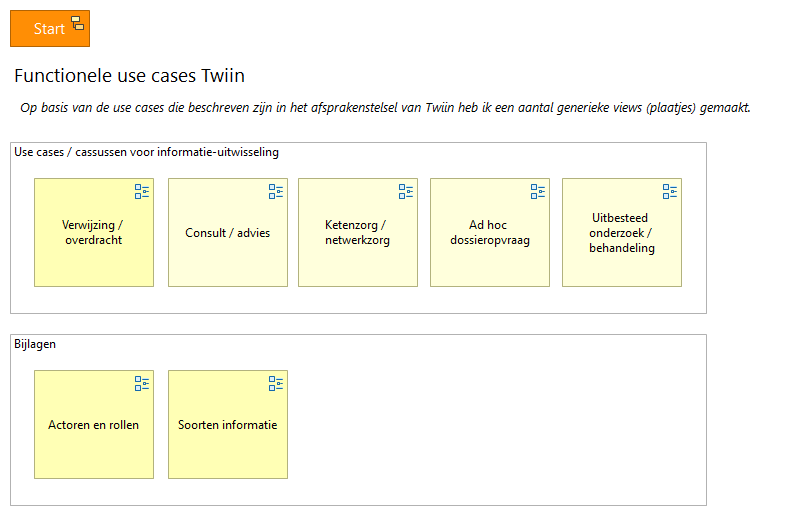 Start
Functionele use cases Twiin
Op basis van de use cases die beschreven zijn in het afsprakenstelsel van Twiin heb ik een aantal generieke views (plaatjes) gemaakt.
Use cases / cassussen voor informatie-uitwisseling
Verwijzing /
overdracht
Consult / advies
Ketenzorg /
netwerkzorg
Ad hoc
dossieropvraag
Uitbesteed
onderzoek /
behandeling
Bijlagen
Actoren en rollen
Soorten informatie